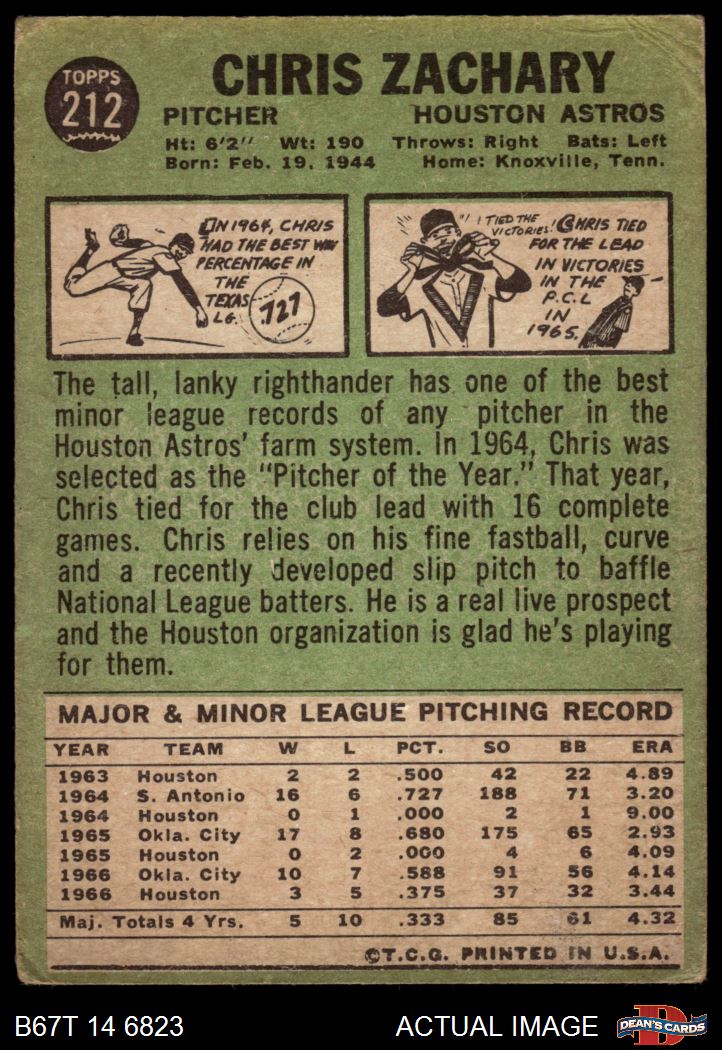 TOPPS
212
CHRIS ZACHARY
PITCHER HOUSTON ASTROS
Ht: 6'2" Wt: 190 Throws: Right Bats: Left
Born: Feb. 19, 1944 Home: Knoxville, Tenn.
IN 1964, CHRIS
HAD THE BEST WIN
PERCENTAGE IN
THE
TEXAS
LG.
.727
I TIED THE
VICTORIES!
CHRIS TIED
FOR THE LEAD
IN VICTORIES
IN THE
P.C.L
IN
1965.
The tall, lanky righthander has one of the best
minor league records of any pitcher in the
Houston Astros' farm system. In 1964, Chris was
selected as the "Pitcher of the Year." That year,
Chris tied for the club lead with 16 complete
games. Chris relies on his fine fastball, curve
and a recently developed slip pitch to baffle
National League batters. He is a real live prospect
and the Houston organization is glad he's playing
for them.
MAJOR & MINOR LEAGUE PITCHING RECORD
YEAR TEAM W L PCT. SO BB ERA
1963 Houston 2 2 .500 42 22 4.89
1964 S. Antonio 16 6 .727 188 71 3.20
1964 Houston 0 1 .000 2 1 9.00
1965 Okla. City 17 8 .680 175 65 2.93
1965 Houston 0 2 .000 4 6 4.09
1966 Okla. City 10 7 .588 91 56 4.14
1966 Houston 3 5 .375 37 32 3.44
Maj. Totals 4 Yrs. 5 10 .333 85 61 4.32
©T.C.G. PRINTED IN U.S.A.
B67T 14 6823 ACTUAL IMAGE
D
DEAN'S CARDS